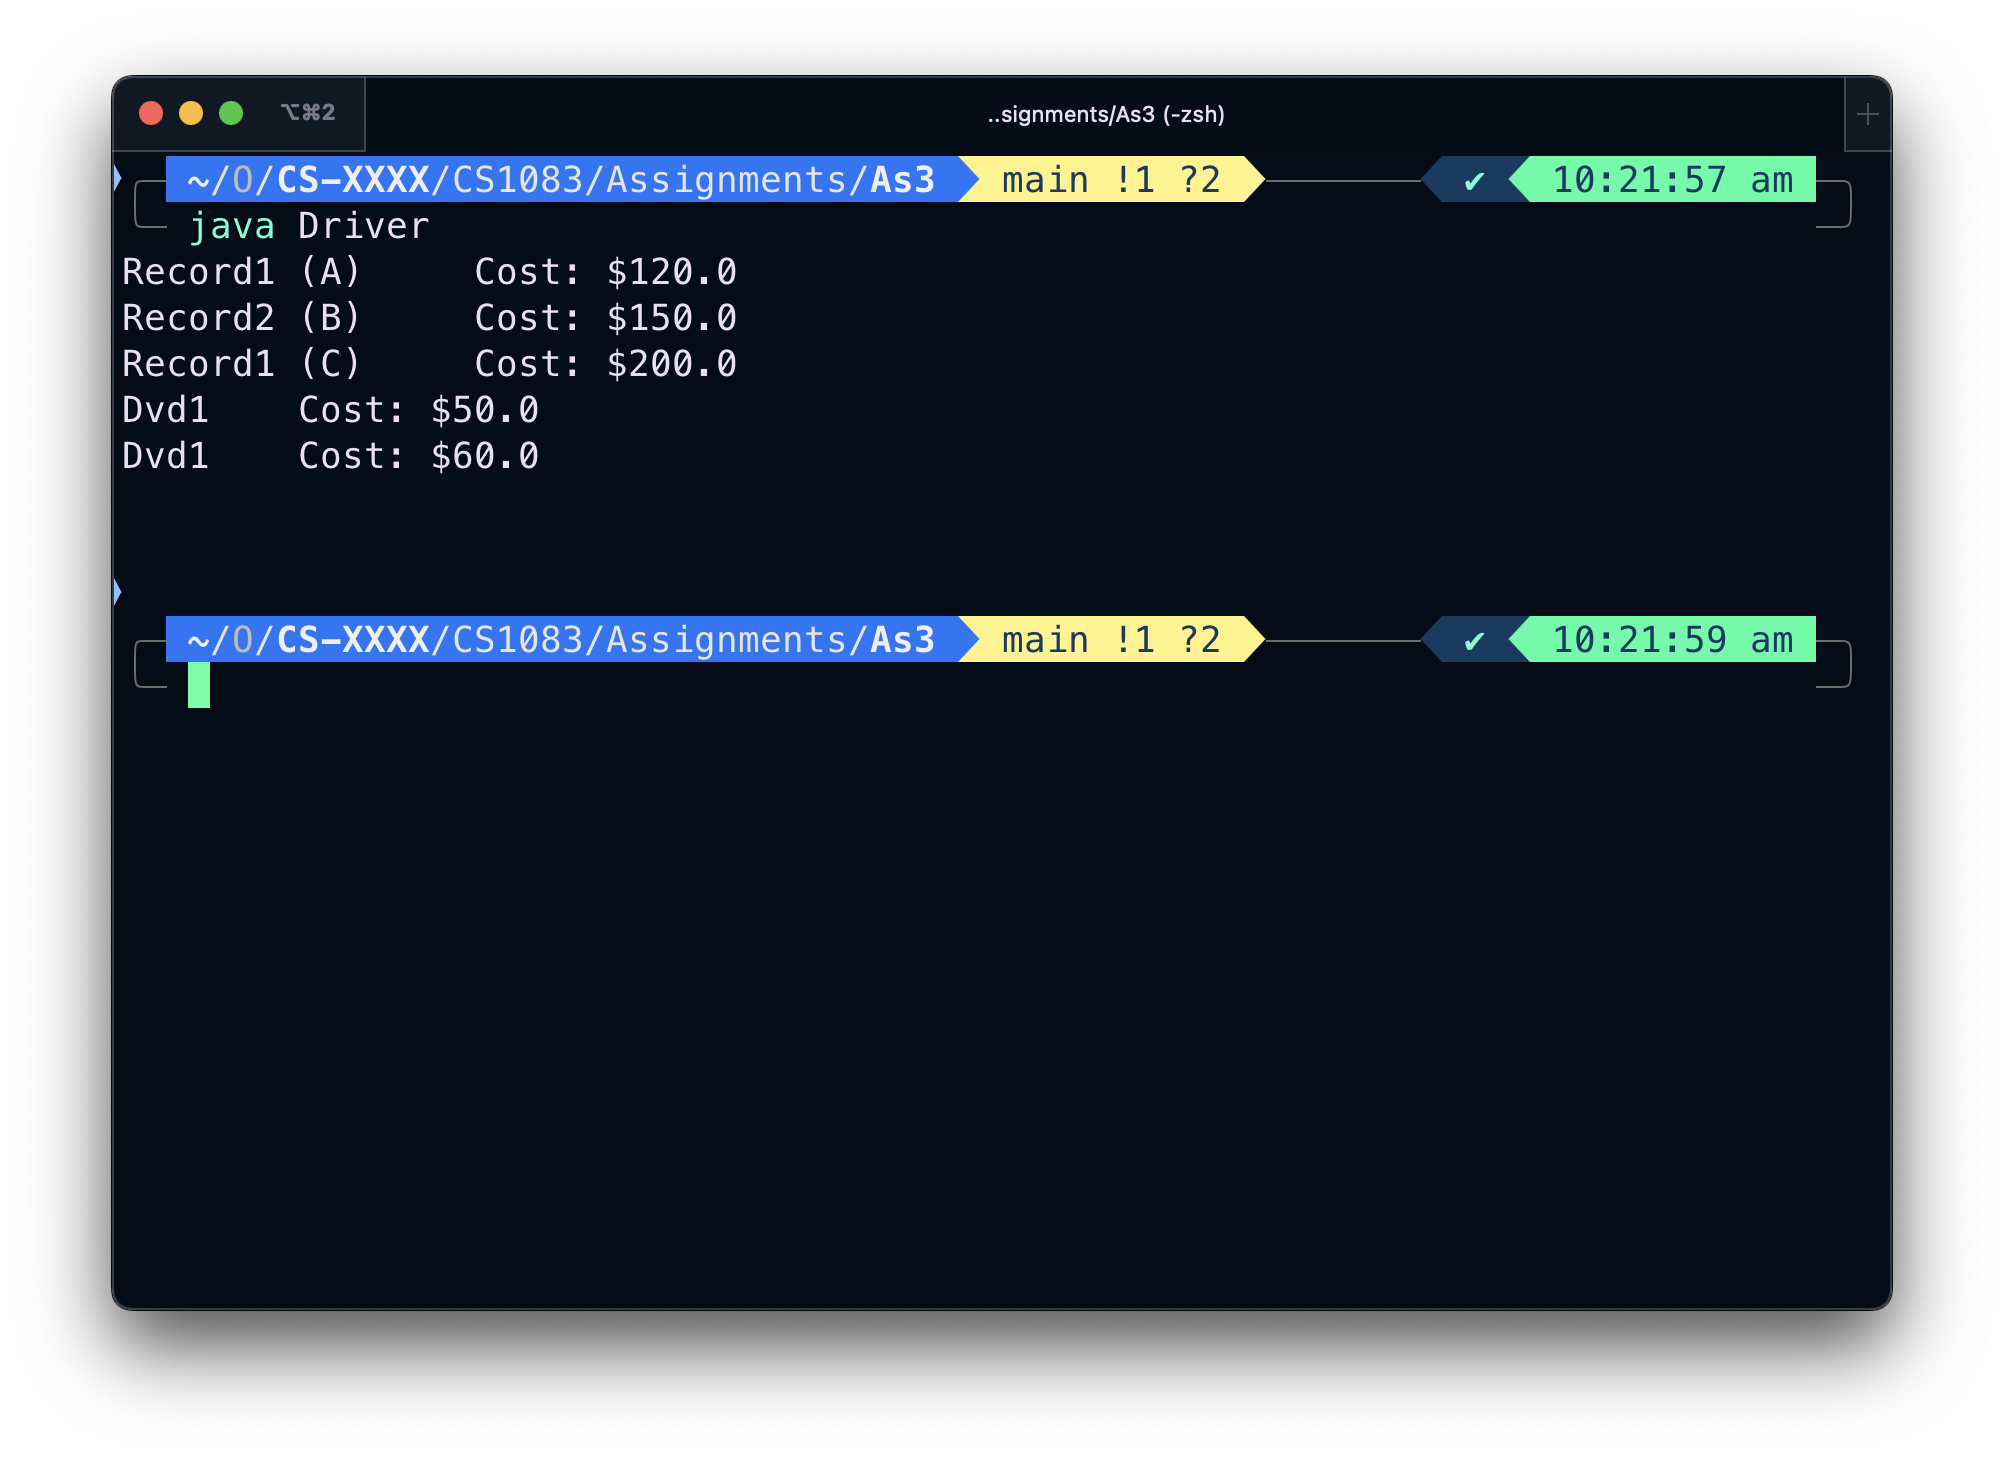 ⌥⌘2
..signments/As3 (-zsh)
~/O/CS-XXXX/CS1083/Assignments/As3 main !1 ?2 ✔ 10:21:57 am
java Driver
Record1 (A) Cost: $120.0
Record2 (B) Cost: $150.0
Record1 (C) Cost: $200.0
Dvd1 Cost: $50.0
Dvd1 Cost: $60.0
~/O/CS-XXXX/CS1083/Assignments/As3 main !1 ?2 ✔ 10:21:59 am